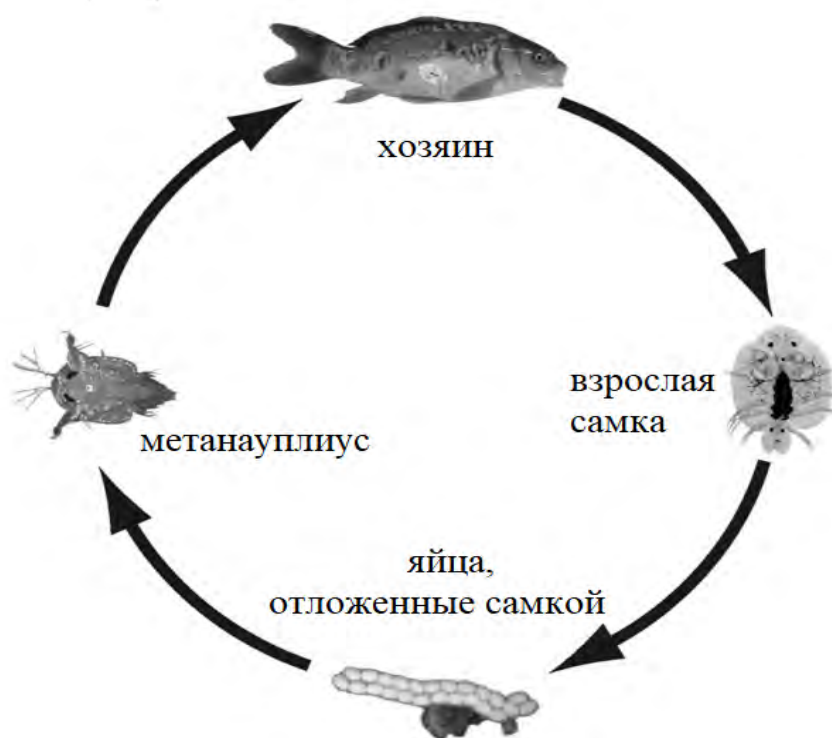 хозяин
взрослая
самка
метанауплиус
яйца,
отложенные самкой